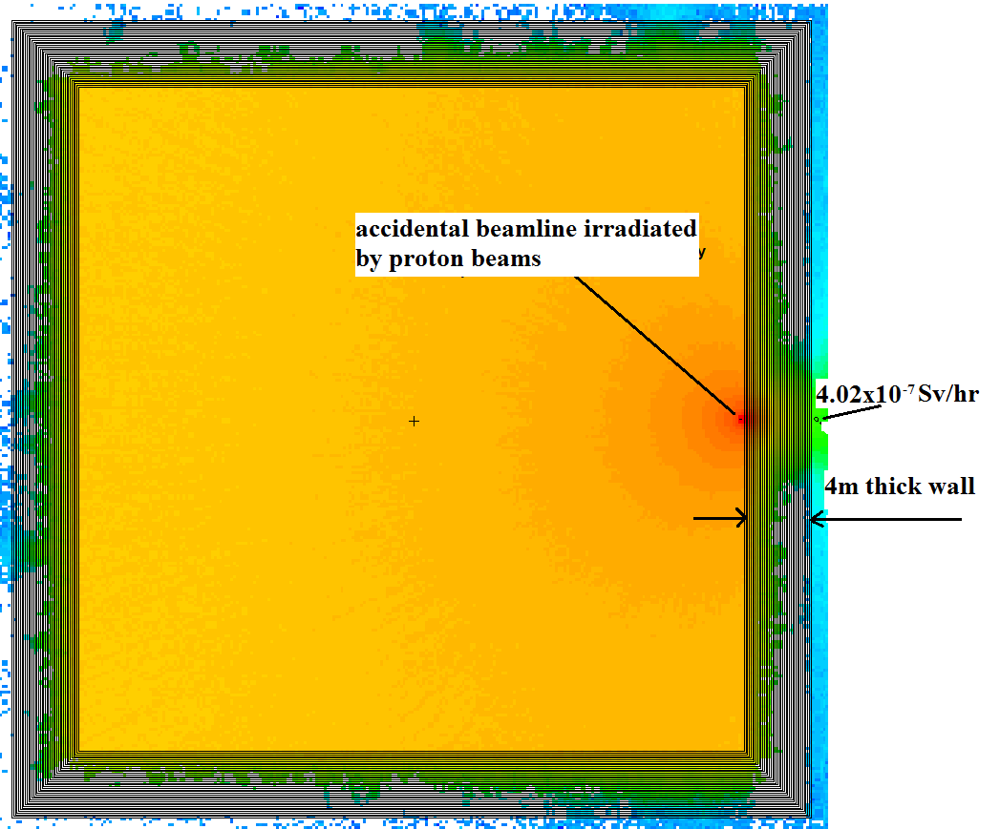 accidental beamline irradiated
by proton beams
y
4.02x10⁻⁷ Sv/hr
4m thick wall